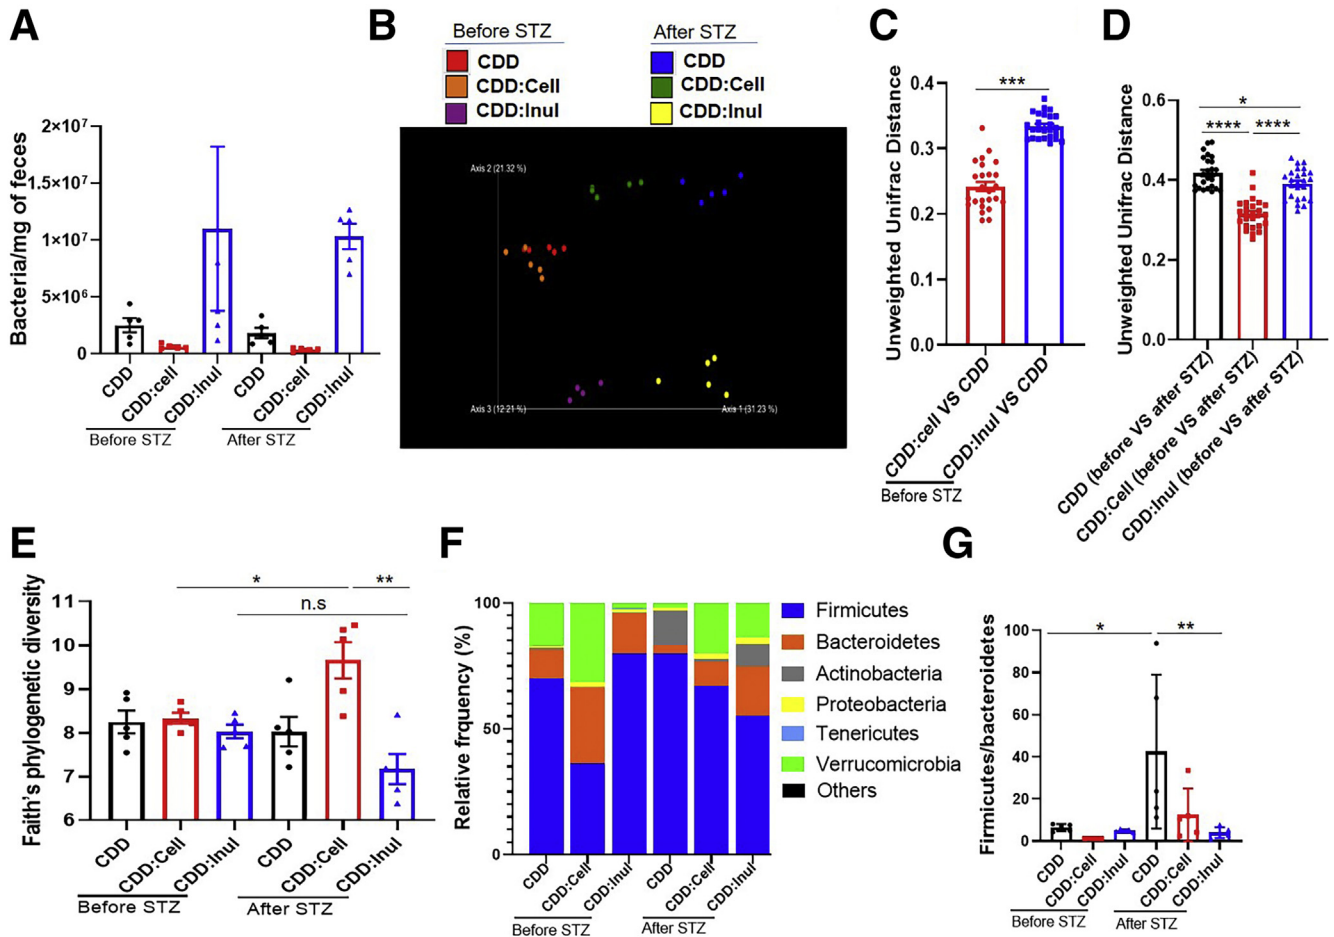 A
Bacteria/mg of feces
2×10⁷
1.5×10⁷
1×10⁷
5×10⁶
0
CDD
CDD:cell
CDD:Inul
CDD
CDD:cell
CDD:Inul
Before STZ
After STZ
B
Before STZ
CDD
CDD:Cell
CDD:Inul
After STZ
CDD
CDD:Cell
CDD:Inul
Axis 2 (21.32 %)
Axis 3 (12.21 %)
Axis 1 (31.23 %)
C
Unweighted Unifrac Distance
0.4
0.3
0.2
0.1
0.0
***
CDD:cell VS CDD
CDD:Inul VS CDD
Before STZ
D
Unweighted Unifrac Distance
0.6
0.4
0.2
0.0
*
**** ****
CDD (before VS after STZ)
CDD:Cell (before VS after STZ)
CDD:Inul (before VS after STZ)
E
Faith's phylogenetic diversity
11
10
9
8
7
6
* **
n.s
CDD
CDD:Cell
CDD:Inul
CDD
CDD:Cell
CDD:Inul
Before STZ
After STZ
F
Relative frquency (%)
100
50
0
CDD
CDD:Cell
CDD:Inul
CDD
CDD:Cell
CDD:Inul
Before STZ
After STZ
Firmicutes
Bacteroidetes
Actinobacteria
Proteobacteria
Tenericutes
Verrucomicrobia
Others
G
Firmicutes/bacteroidetes
100
80
60
40
20
0
* **
CDD
CDD:Cell
CDD:Inul
CDD
CDD:Cell
CDD:Inul
Before STZ
After STZ